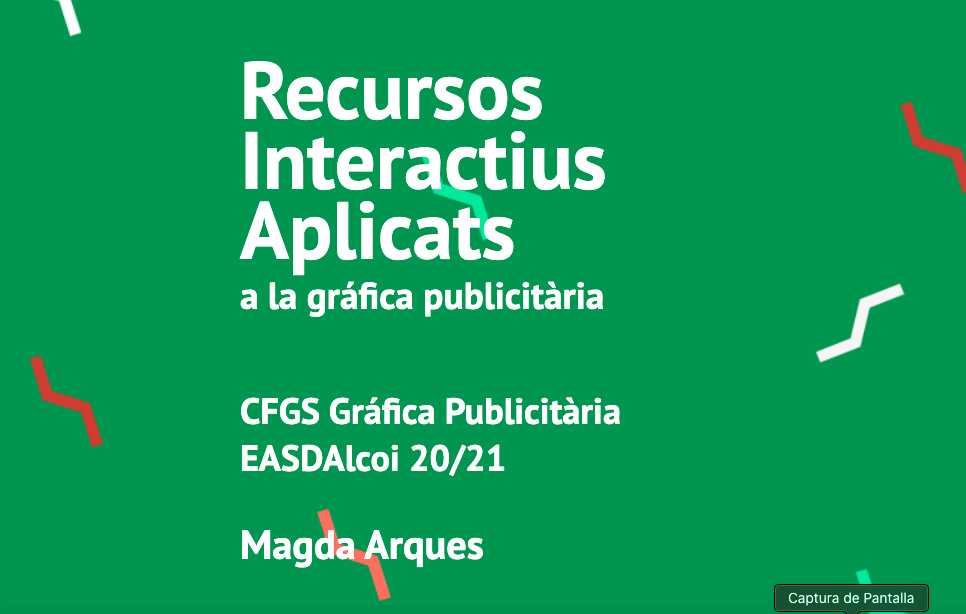 Recursos
Interactius
Aplicats
a la gráfica publicitària
CFGS Gráfica Publicitària
EASDAlcoi 20/21
Magda Arques
Captura de Pantalla